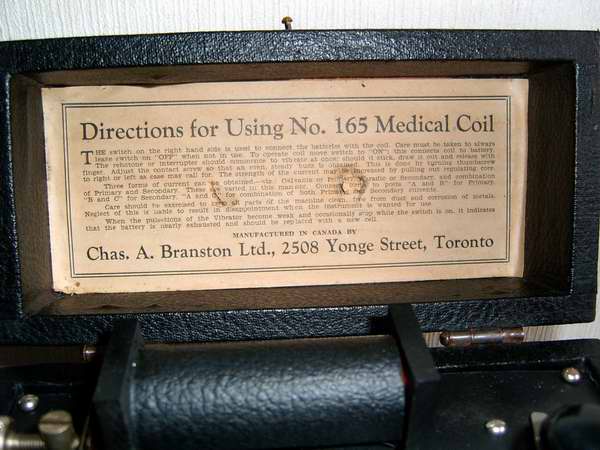 Directions for Using No. 165 Medical Coil
THE switch on the right hand side is used to connect the batteries with the coil. Care must be taken to always
leave switch on "OFF" when not in use. To operate coil move switch to "ON"; this connects coil to battery.
The rehotone or interrupter should commence to vibrate at once; should it stick, draw it out and release with
finger. Adjust the contact screw so that an even, steady buzz is obtained. This is done by turning thumbscrew
to right or left as case may call for. The strength of the current may be increased by pulling out regulating cor.
Three forms of current can be obtained—viz. Galvanic or Primary, Faradic or Secondary, and combination
of Primary and Secondary. These are varied in this manner. Connect cords to posts "A and B" for Primary
"B and C" for Secondary. "A and C" for combination of both Primary and Secondary currents.
Care should be exercised to keep all parts of the machine clean, free from dust and corrosion of metals.
Neglect of this is liable to result in disappointment when the instrument is wanted for use.
When the pulsations of the Vibrator become weak and occasionally stop while the switch is on, it indicates
that the battery is nearly exhausted and should be replaced with a new cell.
MANUFACTURED IN CANADA BY
Chas. A. Branston Ltd., 2508 Yonge Street, Toronto